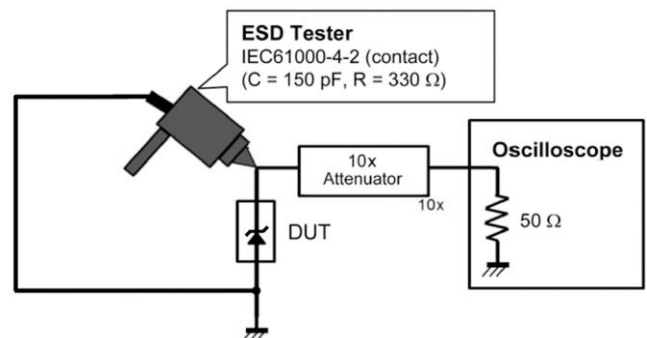 ESD Tester
IEC61000-4-2 (contact)
(C = 150 pF, R = 330 Ω)
10x
Attenuator
10x
Oscilloscope
50 Ω
DUT